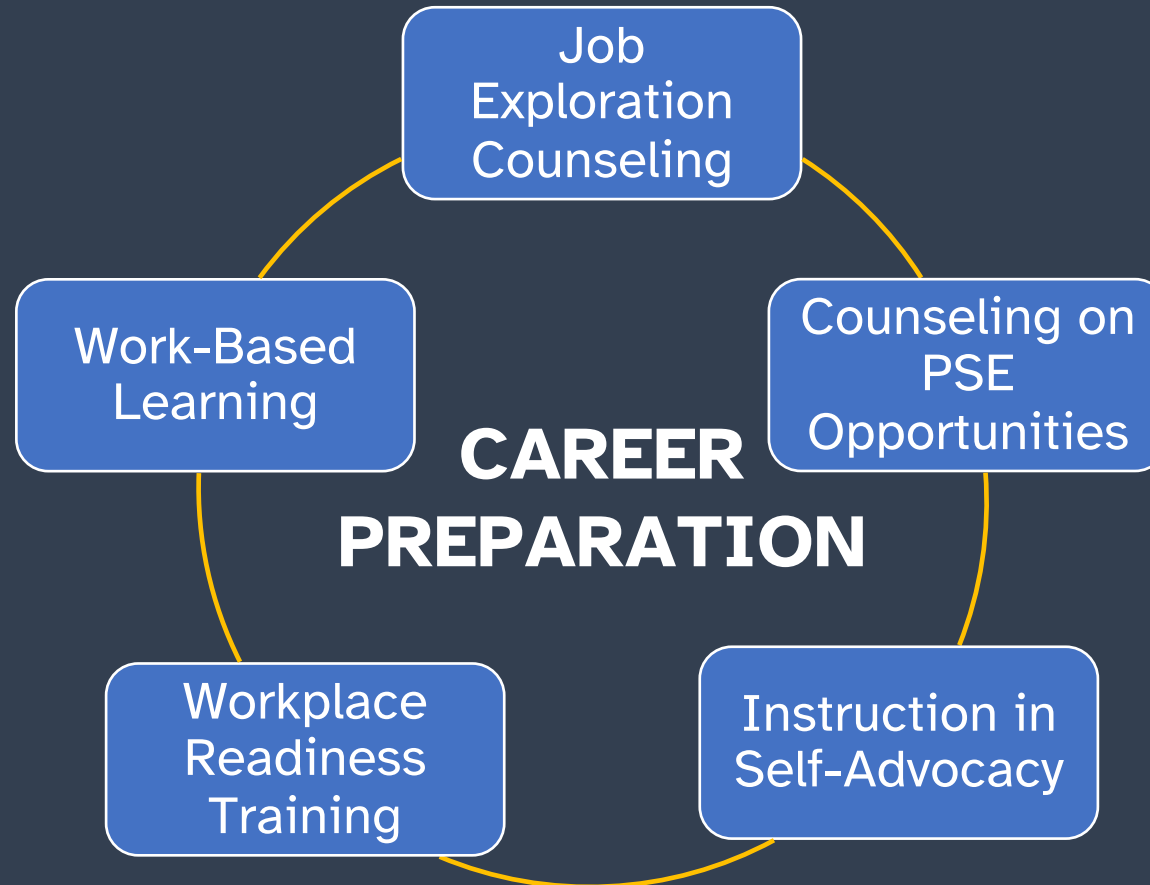 Job
Exploration
Counseling
Work-Based
Learning
Counseling on
PSE
Opportunities
CAREER
PREPARATION
Workplace
Readiness
Training
Instruction in
Self-Advocacy